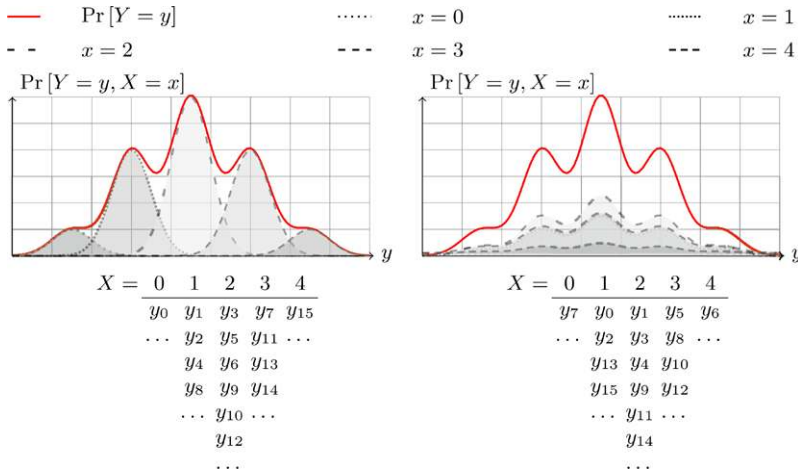 Pr [Y = y] x = 0 x = 1
x = 2 x = 3 x = 4
Pr [Y = y, X = x] Pr [Y = y, X = x]
y y
X = 0 1 2 3 4 X = 0 1 2 3 4
y₀ y₁ y₃ y₇ y₁₅ y₇ y₀ y₁ y₅ y₆
... y₂ y₅ y₁₁ ... ... y₂ y₃ y₈ ...
y₄ y₆ y₁₃ y₁₃ y₄ y₁₀
y₈ y₉ y₁₄ y₁₅ y₉ y₁₂
... y₁₀ ... ... y₁₁ ...
y₁₂ y₁₄
... ...